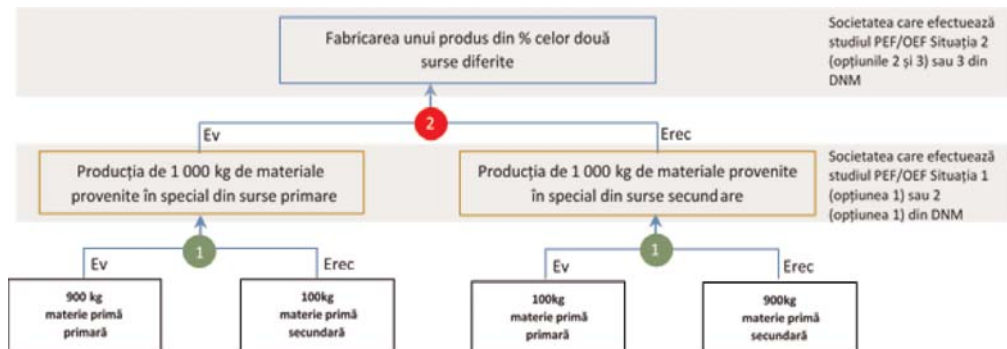 Fabricarea unui produs din % celor două
surse diferite
Societatea care efectuează
studiul PEF/OEF Situația 2
(opțiunile 2 și 3) sau 3 din
DNM
2
Ev
Erec
Producția de 1 000 kg de materiale
provenite în special din surse primare
Producția de 1 000 kg de materiale provenite
în special din surse secundare
Societatea care efectuează
studiul PEF/OEF Situația 1
(opțiunea 1) sau 2
(opțiunea 1) din DNM
1
1
Ev
Erec
Ev
Erec
900 kg
materie primă
primară
100kg
materie primă
secundară
100kg
materie primă
primară
900kg
materie primă
secundară